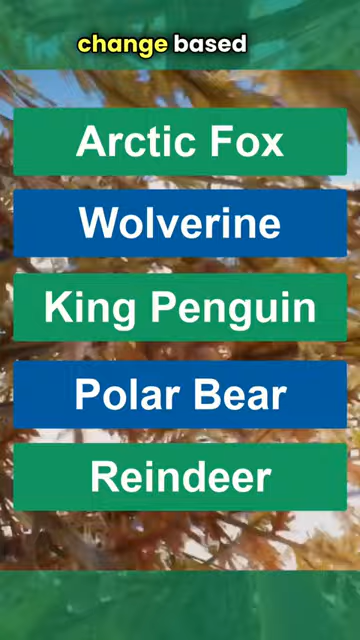 change based
Arctic Fox
Wolverine
King Penguin
Polar Bear
Reindeer